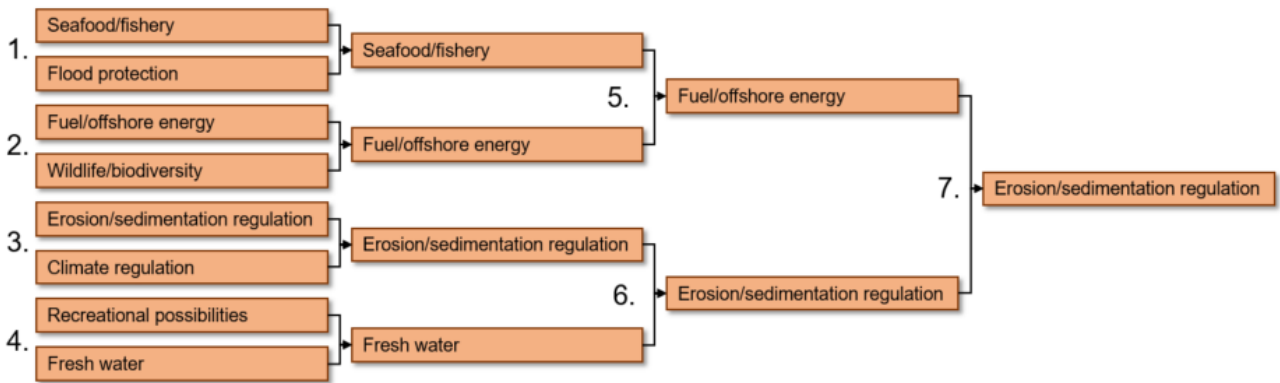 1.
Seafood/fishery
Flood protection
2.
Fuel/offshore energy
Wildlife/biodiversity
3.
Erosion/sedimentation regulation
Climate regulation
4.
Recreational possibilities
Fresh water
Seafood/fishery
5.
Fuel/offshore energy
Erosion/sedimentation regulation
6.
Fresh water
Fuel/offshore energy
7.
Erosion/sedimentation regulation
Erosion/sedimentation regulation